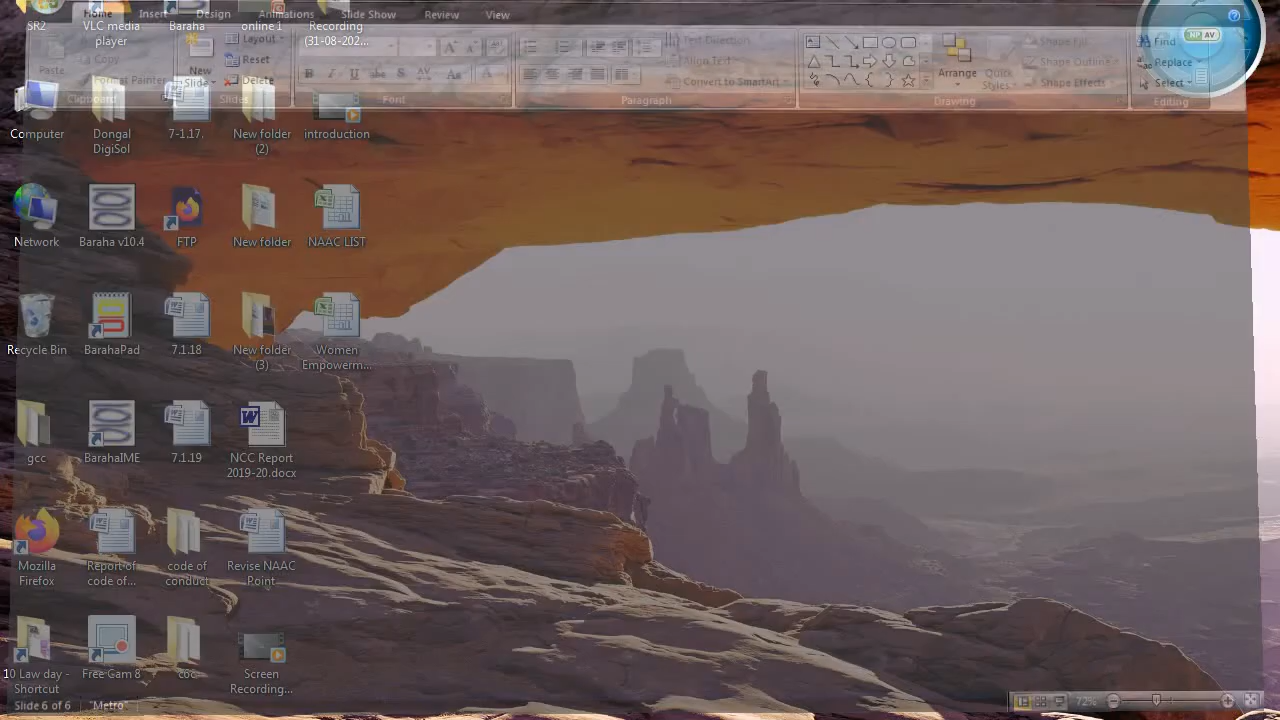 Home
Insert
Design
Animations
Slide Show
Review
View
SR2
VLC media
player
Baraha
online 1
Recording
(31-08-202...
Paste
Copy
Format Painter
Clipboard
New
Slide
Layout
Reset
Delete
Slides
Font
Text Direction
Align Text
Convert to SmartArt
Paragraph
Arrange
Quick
Styles
Shape Fill
Shape Outline
Shape Effects
Drawing
NP AV
Find
Replace
Select
Editing
Computer
Dongal
DigiSol
7-1.17.
New folder
(2)
introduction
Network
Baraha v10.4
FTP
New folder
NAAC LIST
Recycle Bin
BarahaPad
7.1.18
New folder
(3)
Women
Empowerm...
gcc
BarahaIME
7.1.19
NCC Report
2019-20.docx
Mozilla
Firefox
Report of
code of...
code of
conduct
Revise NAAC
Point
10 Law day -
Shortcut
Free Cam 8
coc
Screen
Recording...
Slide 6 of 6
"Metro"
72%